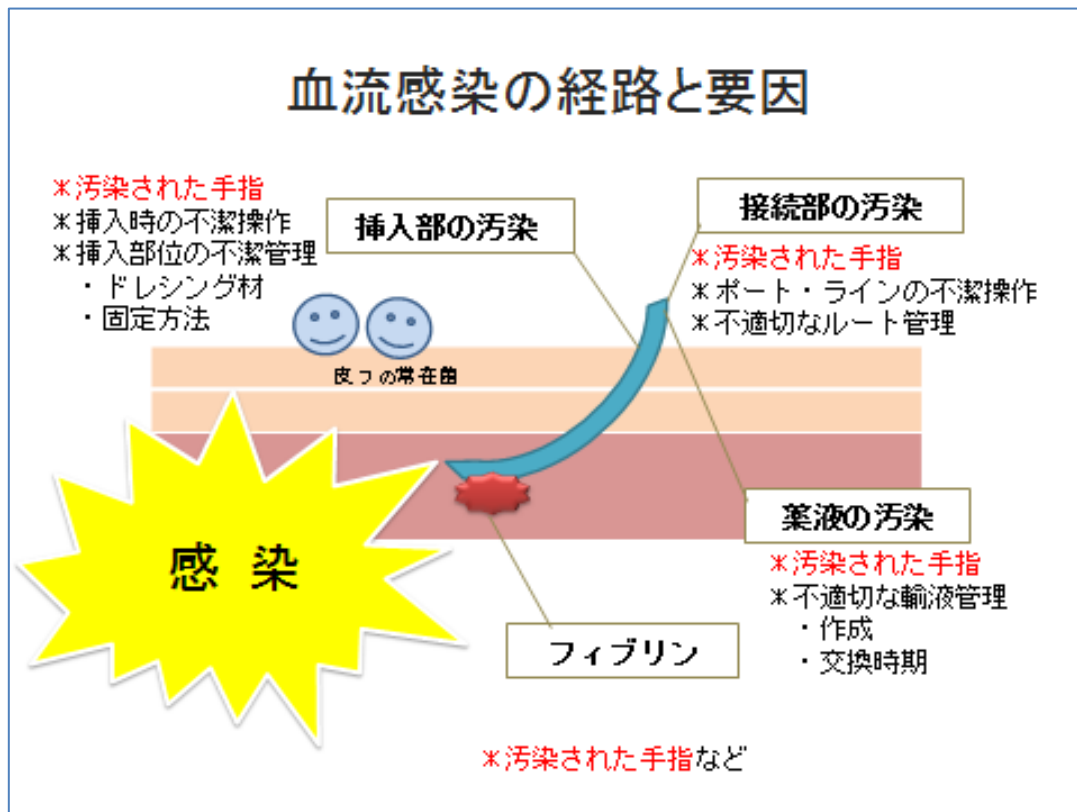 血流感染の経路と要因
＊汚染された手指
＊挿入時の不潔操作
＊挿入部位の不潔管理
・ドレシング材
・固定方法
挿入部の汚染
接続部の汚染
＊汚染された手指
＊ポート・ラインの不潔操作
＊不適切なルート管理
皮フの常在菌
感 染
薬液の汚染
＊汚染された手指
＊不適切な輸液管理
・作成
・交換時期
フィブリン
＊汚染された手指など